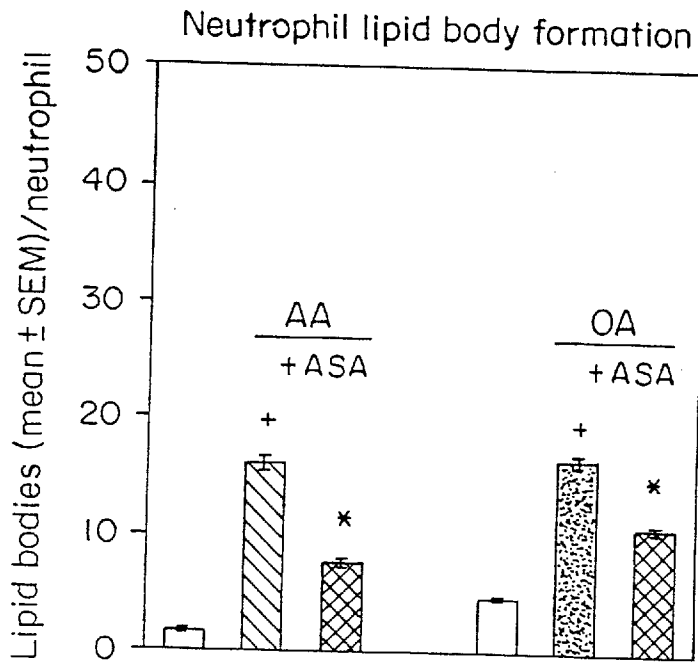 Neutrophil lipid body formation
Lipid bodies (mean ± SEM)/neutrophil
50
40
30
20
10
0
AA
+ ASA
+
*
OA
+ ASA
+
*